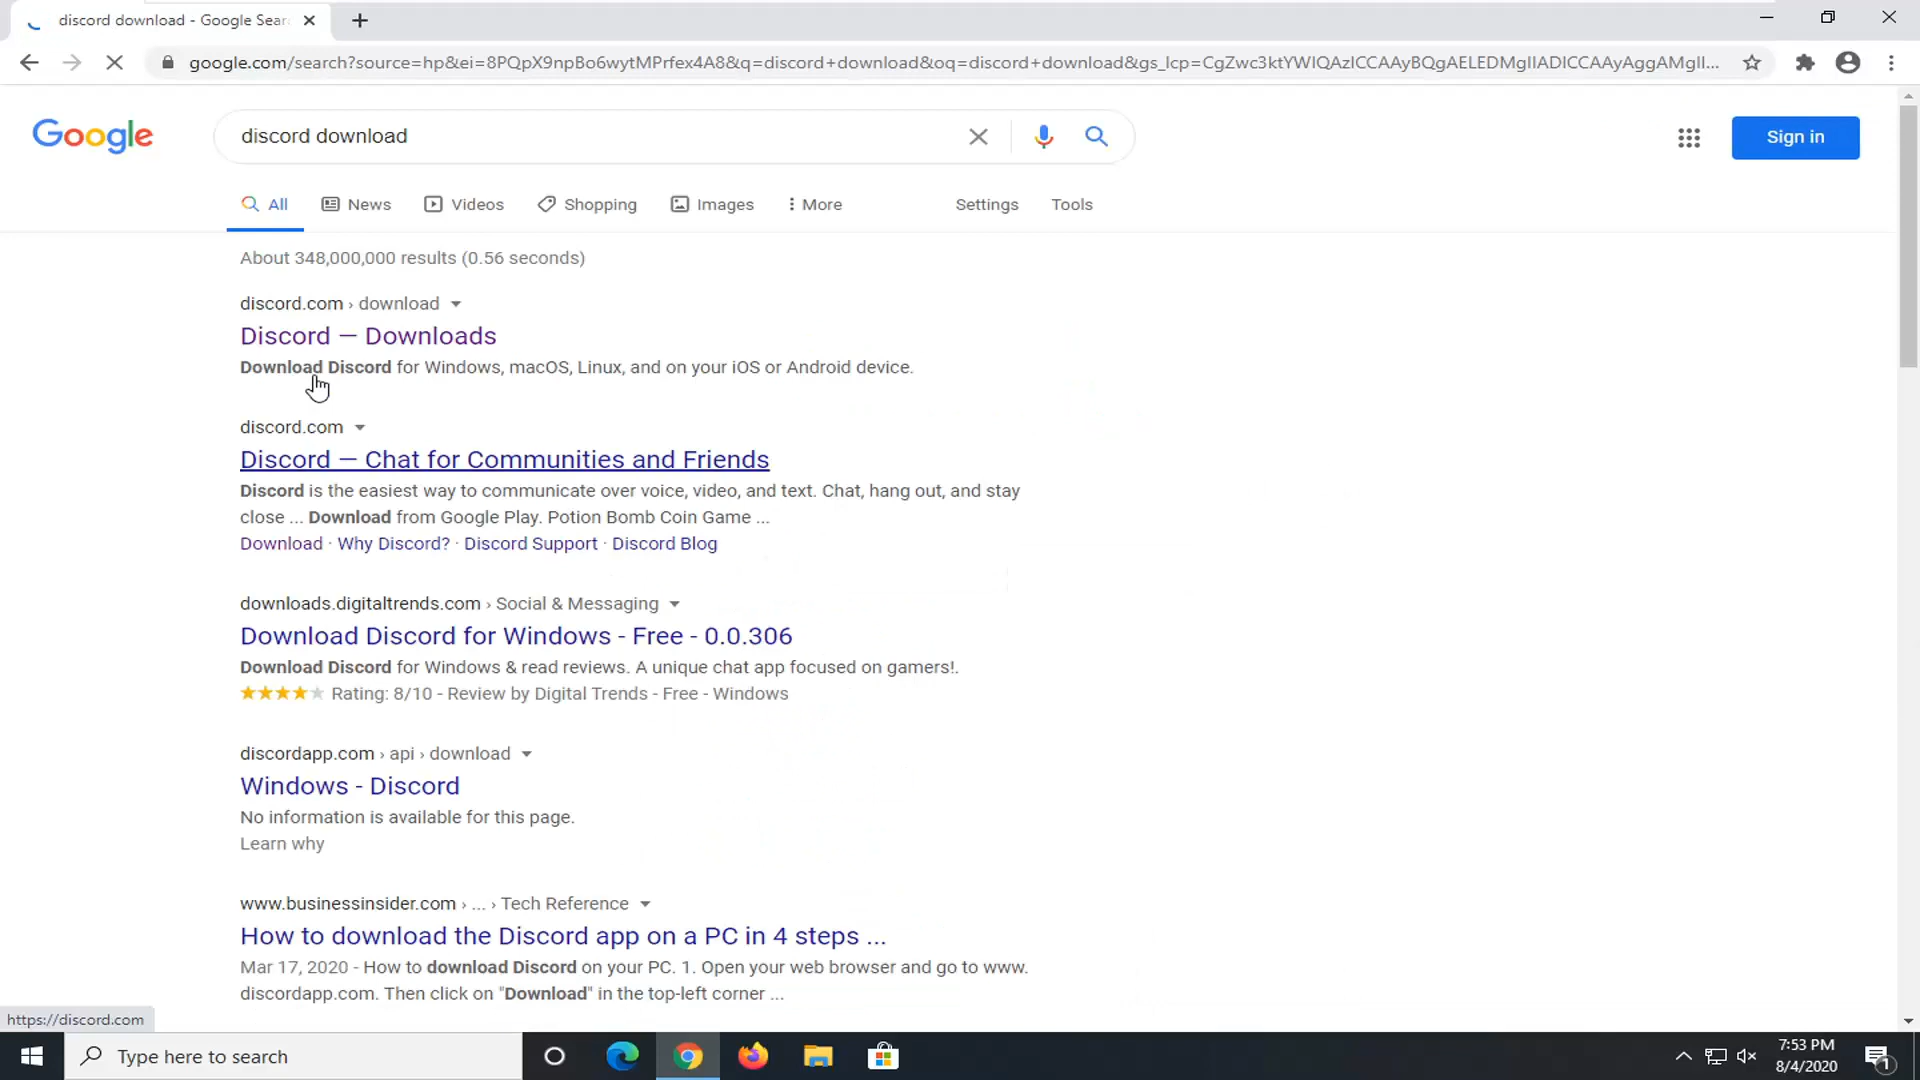 discord download - Google Sear
google.com/search?source=hp&ei=8PQpX9npBo6wytMPrfex4A8&q=discord+download&oq=discord+download&gs_lcp=CgZwc3ktYWIQAzICCAAyBQgAELEDMgIIADICCAAyAggAMgII...
Google
discord download
Sign in
All News Videos Shopping Images More Settings Tools
About 348,000,000 results (0.56 seconds)
discord.com › download
Discord — Downloads
Download Discord for Windows, macOS, Linux, and on your iOS or Android device.
discord.com
Discord — Chat for Communities and Friends
Discord is the easiest way to communicate over voice, video, and text. Chat, hang out, and stay
close ... Download from Google Play. Potion Bomb Coin Game ...
Download · Why Discord? · Discord Support · Discord Blog
downloads.digitaltrends.com › Social & Messaging
Download Discord for Windows - Free - 0.0.306
Download Discord for Windows & read reviews. A unique chat app focused on gamers!.
Rating: 8/10 - Review by Digital Trends - Free - Windows
discordapp.com › api › download
Windows - Discord
No information is available for this page.
Learn why
www.businessinsider.com › ... › Tech Reference
How to download the Discord app on a PC in 4 steps ...
Mar 17, 2020 - How to download Discord on your PC. 1. Open your web browser and go to www.
discordapp.com. Then click on "Download" in the top-left corner ...
https://discord.com
Type here to search
7:53 PM
8/4/2020
1